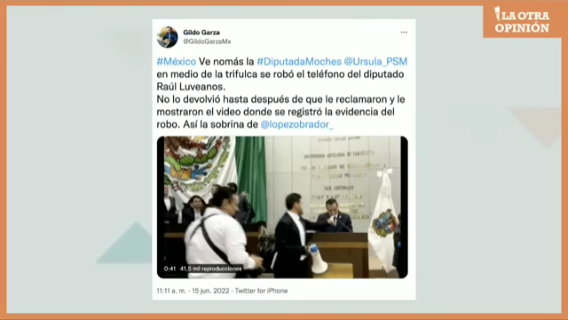 LA OTRA
OPINIÓN
Gildo Garza
@GildoGarzaMx
#México Ve nomás la #DiputadaMoches @Ursula_PSM
en medio de la trifulca se robó el teléfono del diputado
Raúl Luveanos.
No lo devolvió hasta después de que le reclamaron y le
mostraron el video donde se registró la evidencia del
robo. Así la sobrina de @lopezobrador_
0:41 41,5 mil reproducciones
11:11 a. m. · 15 jun. 2022 · Twitter for iPhone